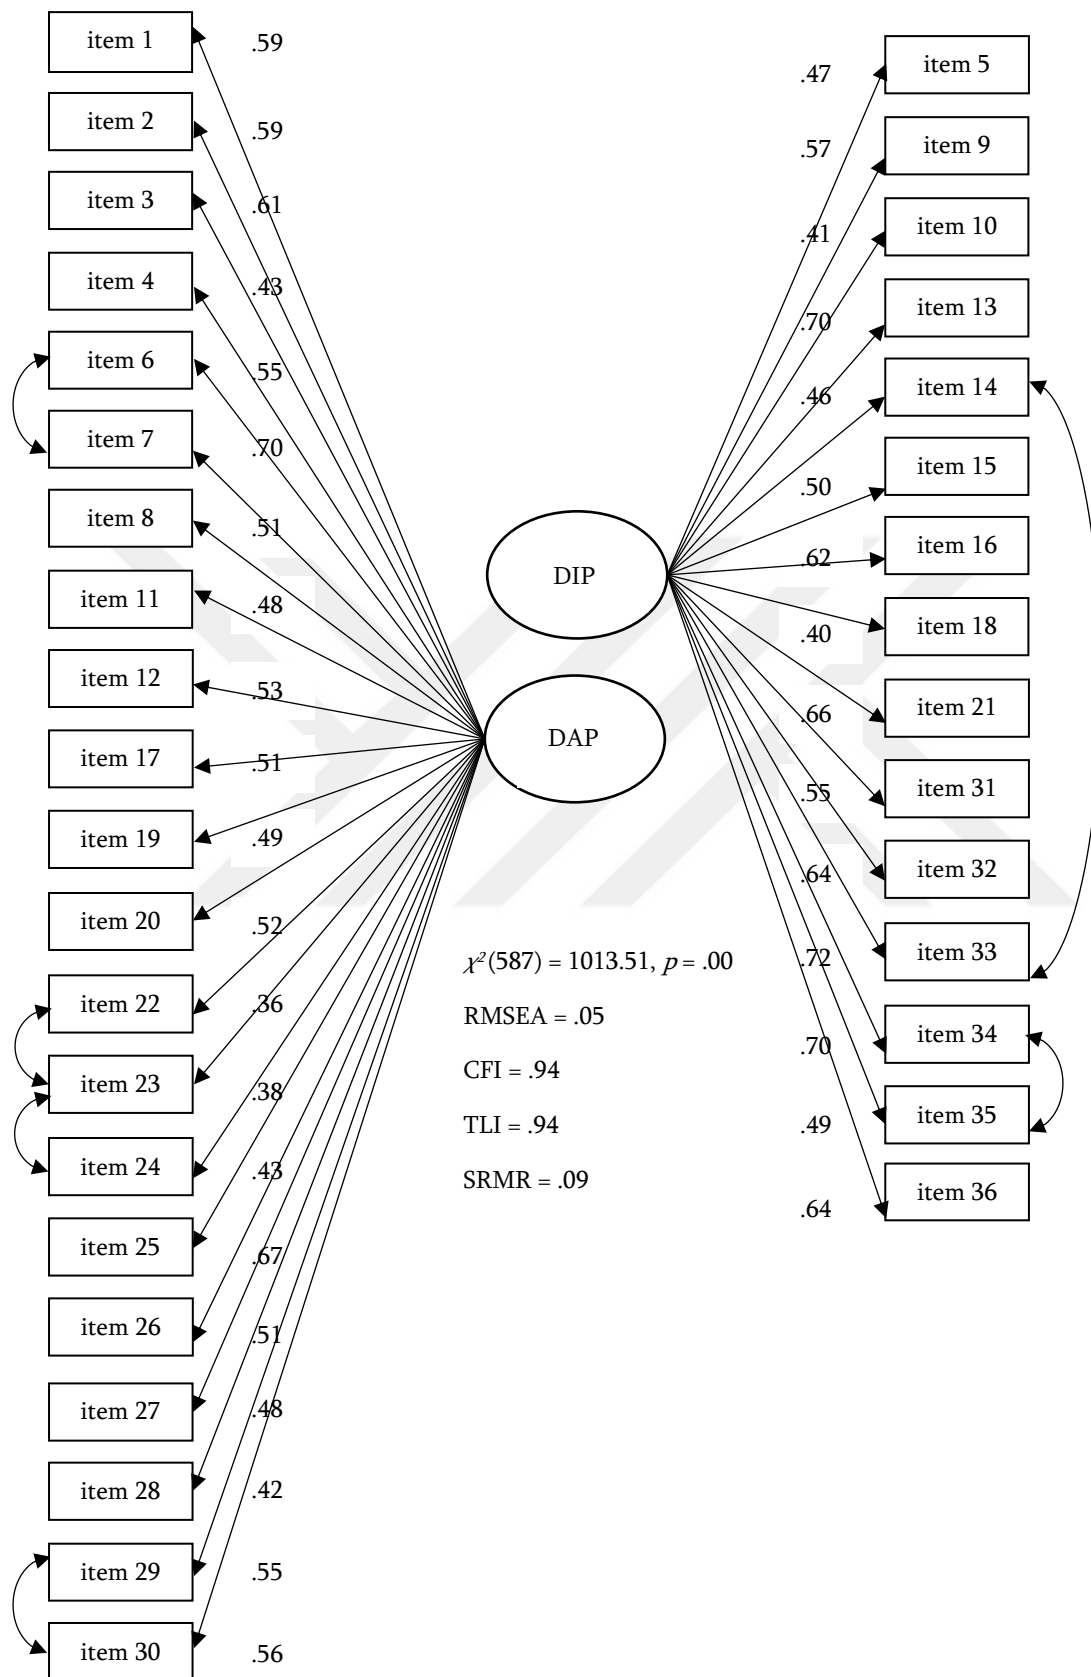 item 1
.59
item 2
.59
item 3
.61
item 4
.43
item 6
.55
item 7
.70
item 8
.51
item 11
.48
item 12
.53
item 17
.51
item 19
.49
item 20
.52
item 22
.36
item 23
.38
item 24
.43
item 25
.67
item 26
.51
item 27
.48
item 28
.42
item 29
.55
item 30
.56
DIP
DAP
χ²(587) = 1013.51, p = .00
RMSEA = .05
CFI = .94
TLI = .94
SRMR = .09
.47
item 5
.57
item 9
.41
item 10
.70
item 13
.46
item 14
.50
item 15
.62
item 16
.40
item 18
.66
item 21
.55
item 31
.64
item 32
.72
item 33
.70
item 34
.49
item 35
.64
item 36